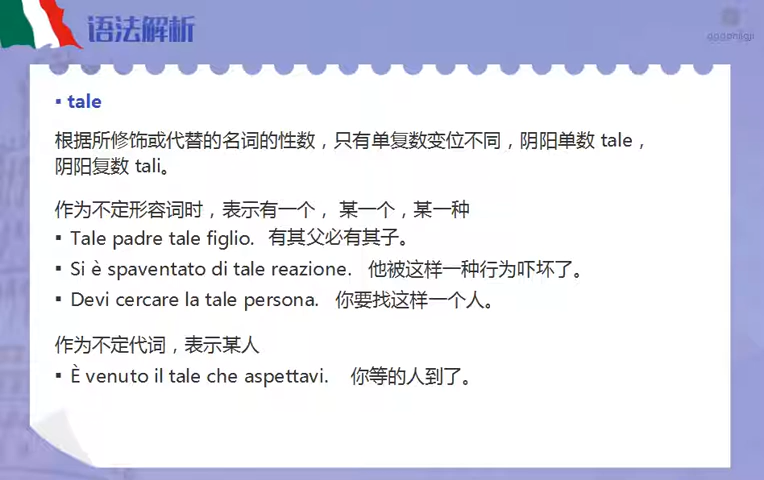 语法解析
▪ tale
根据所修饰或代替的名词的性数，只有单复数变位不同，阴阳单数 tale，
阴阳复数 tali。
作为不定形容词时，表示有一个， 某一个，某一种
▪ Tale padre tale figlio. 有其父必有其子。
▪ Si è spaventato di tale reazione. 他被这样一种行为吓坏了。
▪ Devi cercare la tale persona. 你要找这样一个人。
作为不定代词，表示某人
▪ È venuto il tale che aspettavi. 你等的人到了。